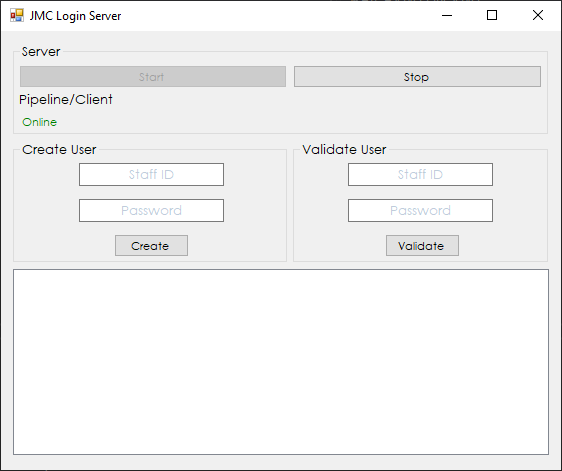 JMC Login Server
Server
Start
Stop
Pipeline/Client
Online
Create User
Validate User
Staff ID
Staff ID
Password
Password
Create
Validate